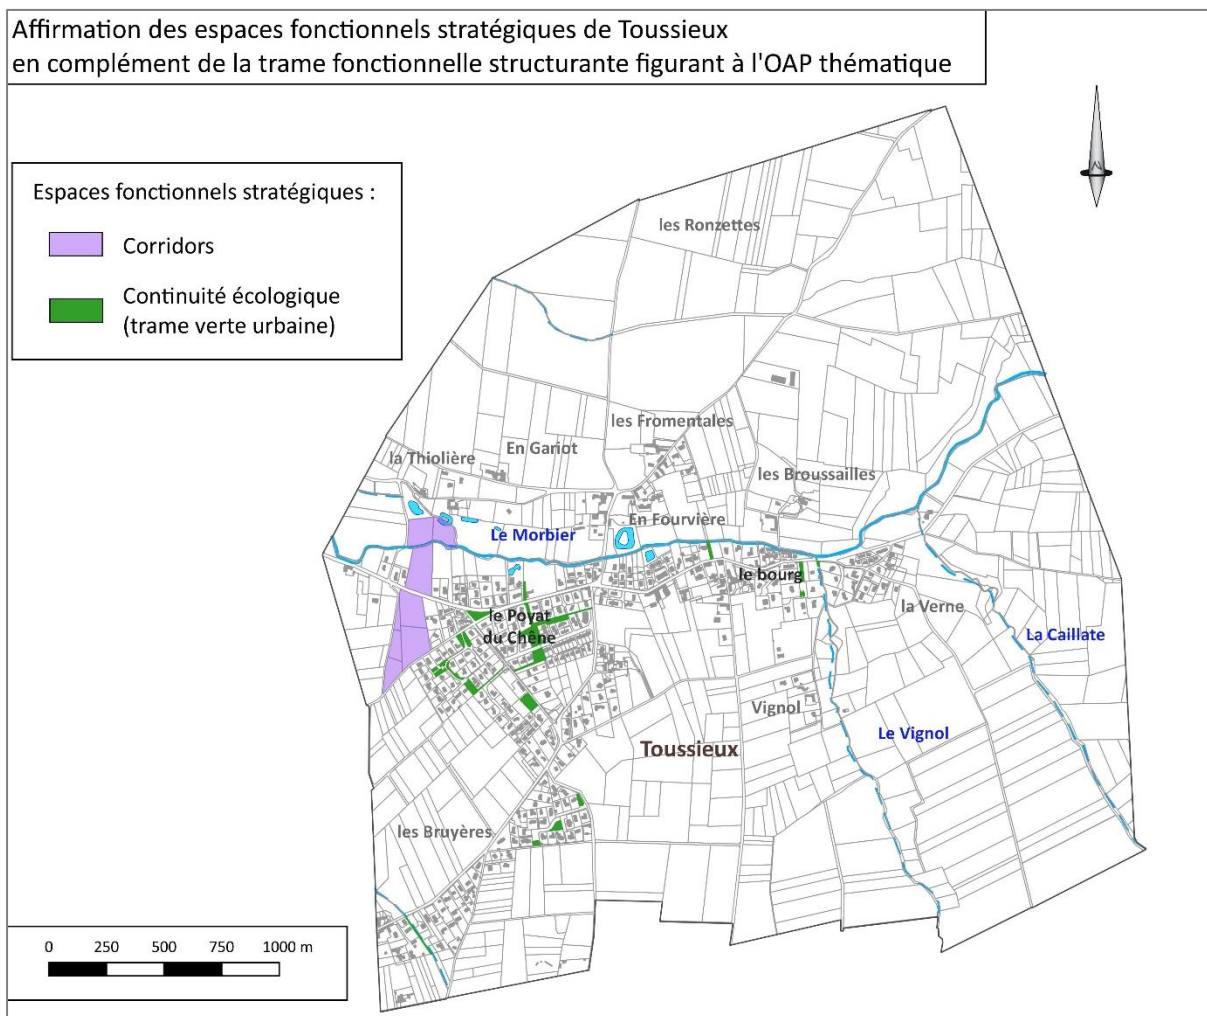 Affirmation des espaces fonctionnels stratégiques de Toussieux
en complément de la trame fonctionnelle structurante figurant à l'OAP thématique
Espaces fonctionnels stratégiques :
Corridors
Continuité écologique
(trame verte urbaine)
N
les Ronzettes
les Fromentales
la Thiolière
En Gariot
les Broussailles
En Fourvière
Le Morbier
le bourg
la Verne
le Poyat
du Chêne
La Caillate
Vignol
Le Vignol
Toussieux
les Bruyères
0 250 500 750 1000 m